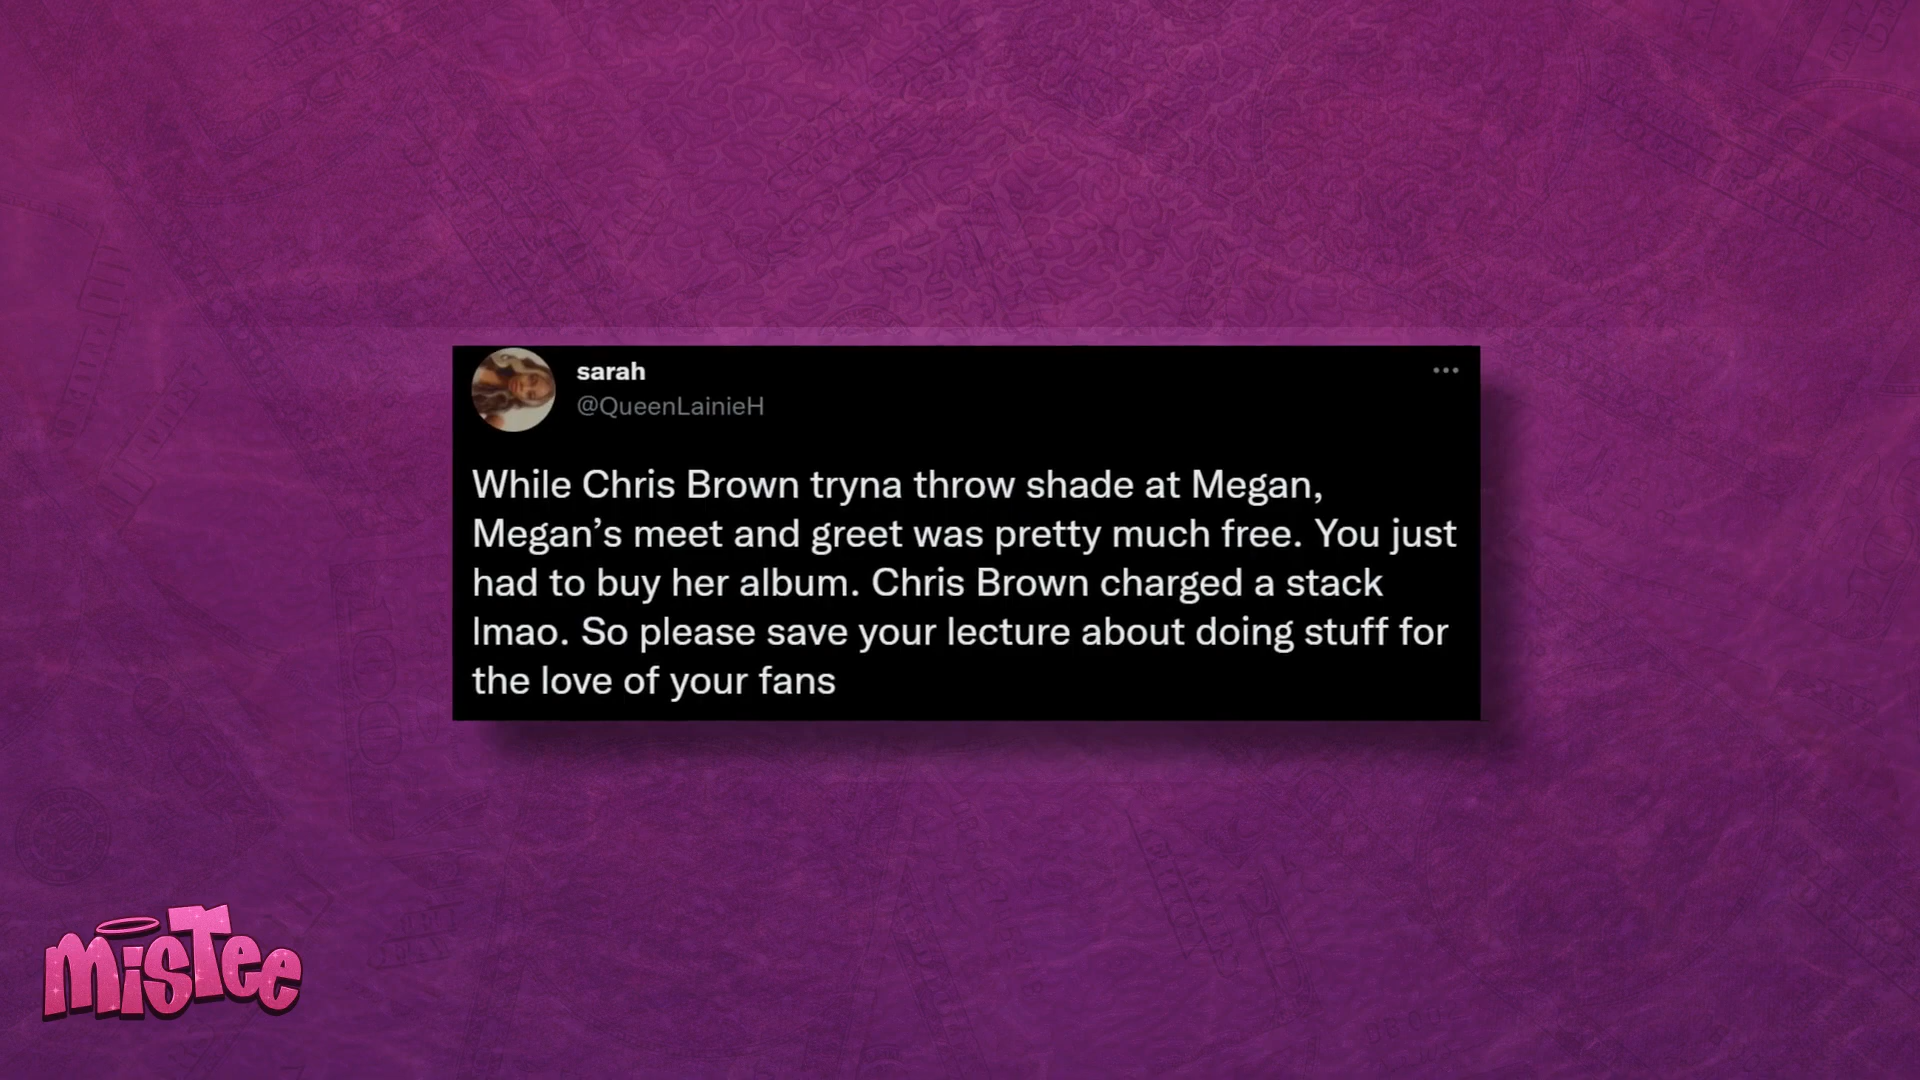 sarah
@QueenLainieH
While Chris Brown tryna throw shade at Megan,
Megan’s meet and greet was pretty much free. You just
had to buy her album. Chris Brown charged a stack
lmao. So please save your lecture about doing stuff for
the love of your fans
misTee